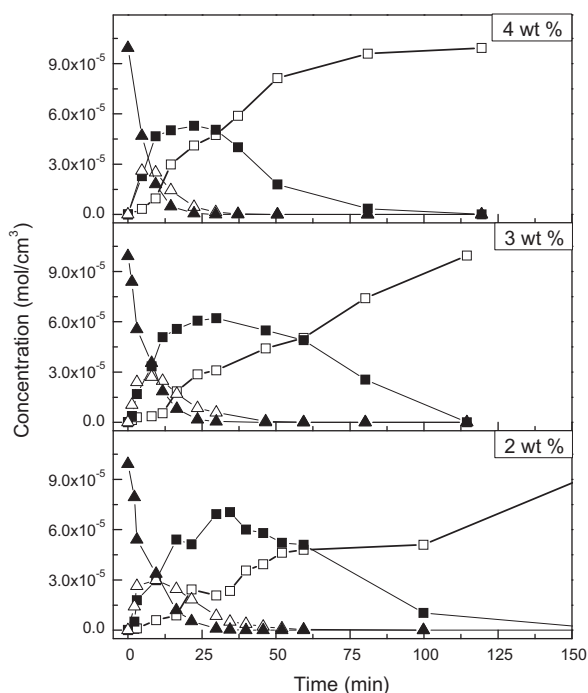 4 wt %
9.0x10⁻⁵
6.0x10⁻⁵
3.0x10⁻⁵
0.0
3 wt %
9.0x10⁻⁵
6.0x10⁻⁵
3.0x10⁻⁵
0.0
2 wt %
9.0x10⁻⁵
6.0x10⁻⁵
3.0x10⁻⁵
0.0
Concentration (mol/cm³)
0 25 50 75 100 125 150
Time (min)